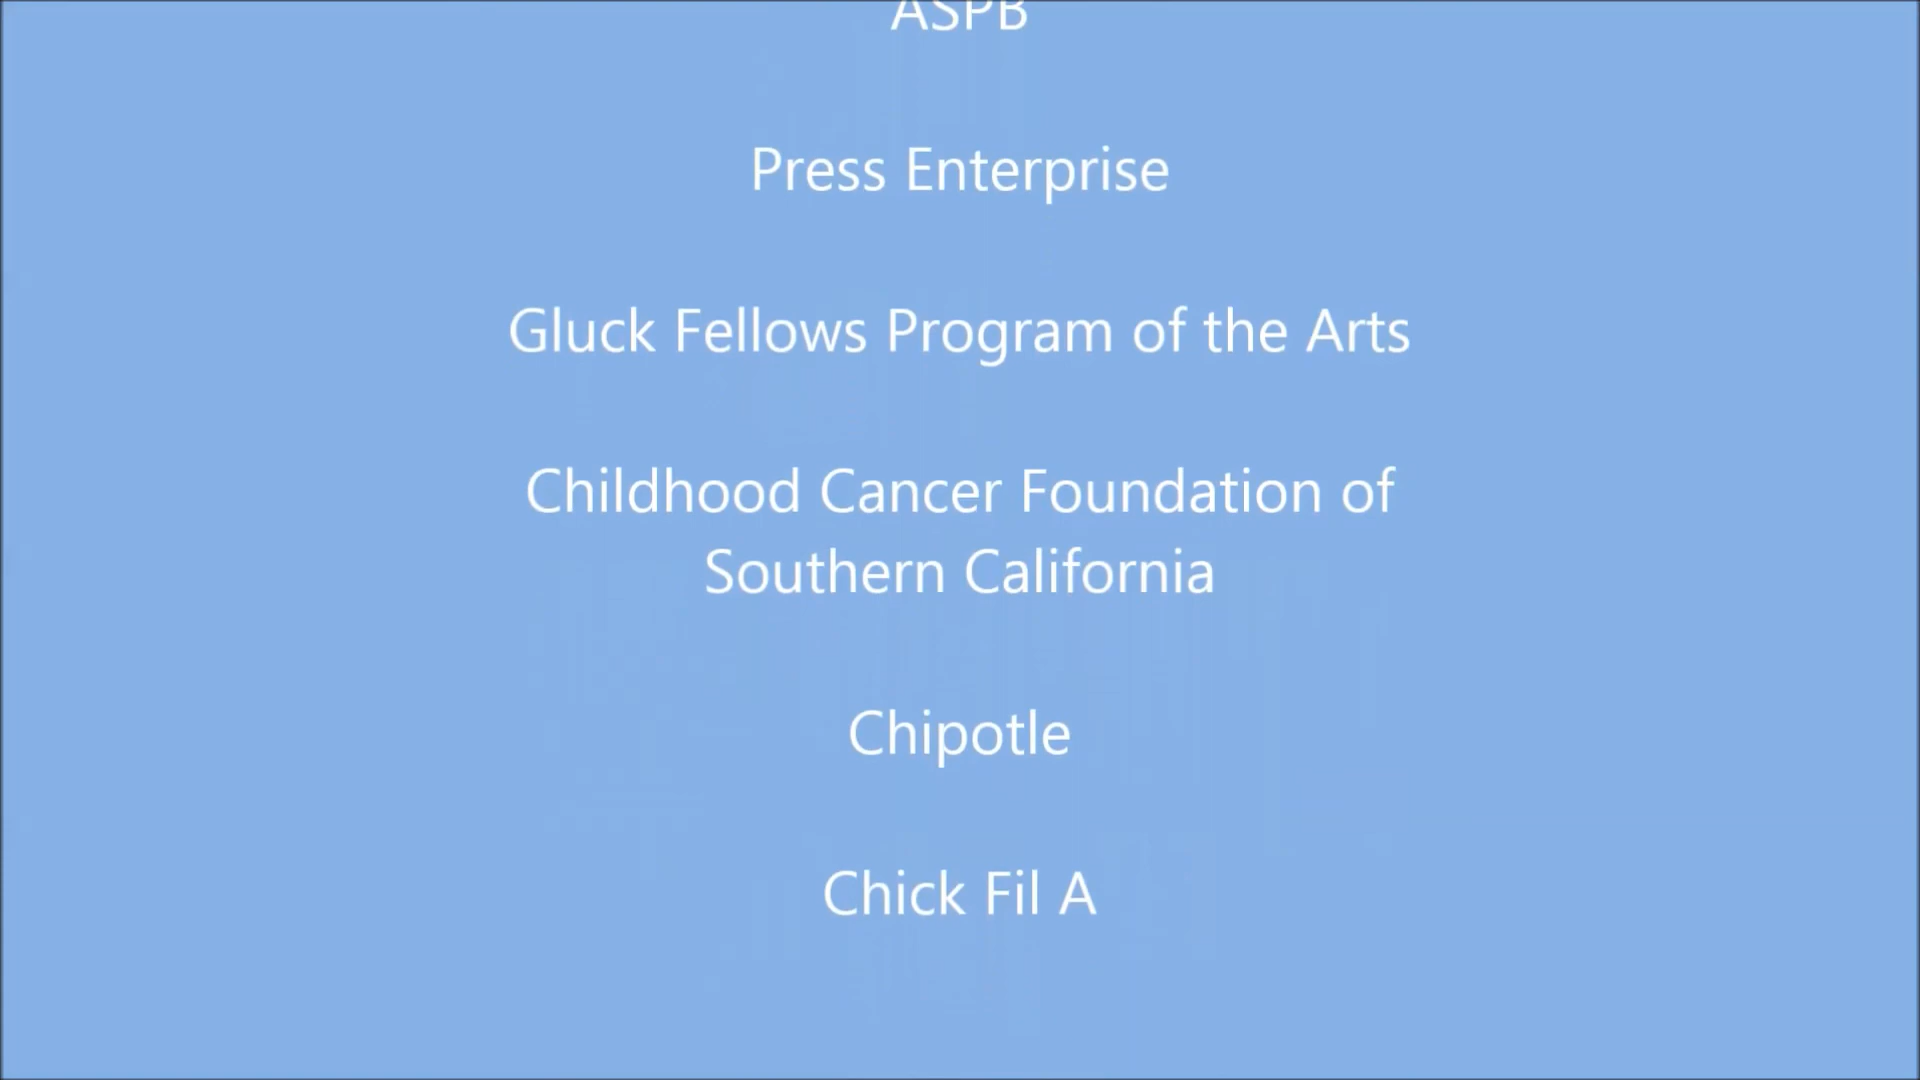 ASPB
Press Enterprise
Gluck Fellows Program of the Arts
Childhood Cancer Foundation of
Southern California
Chipotle
Chick Fil A